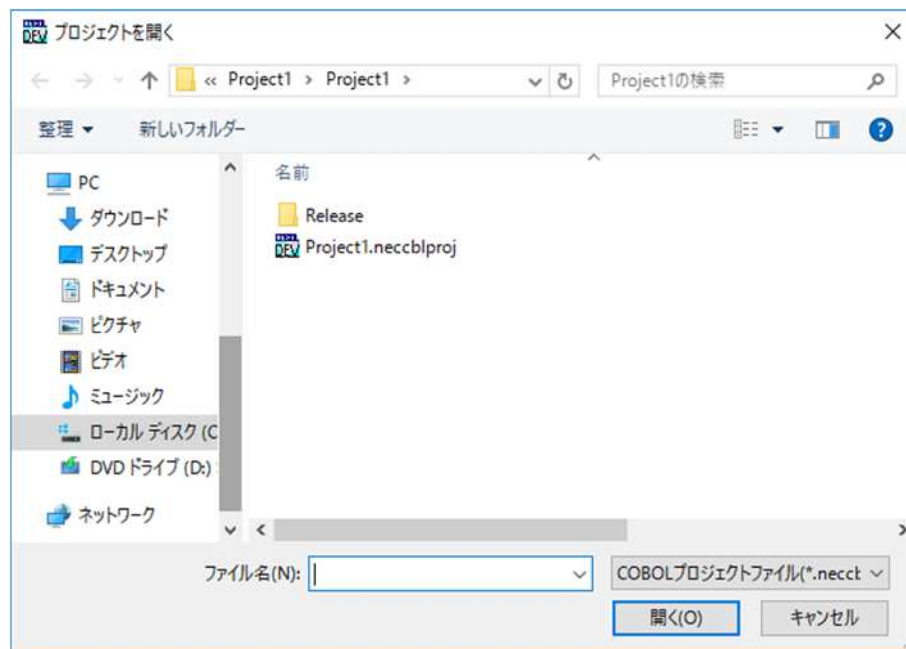 プロジェクトを開く
« Project1 › Project1 ›
Project1の検索
整理
新しいフォルダー
PC
ダウンロード
デスクトップ
ドキュメント
ピクチャ
ビデオ
ミュージック
ローカル ディスク (C
DVD ドライブ (D:)
ネットワーク
名前
Release
DEV Project1.neccblproj
ファイル名(N):
COBOLプロジェクトファイル(*.neccb
開く(O)
キャンセル